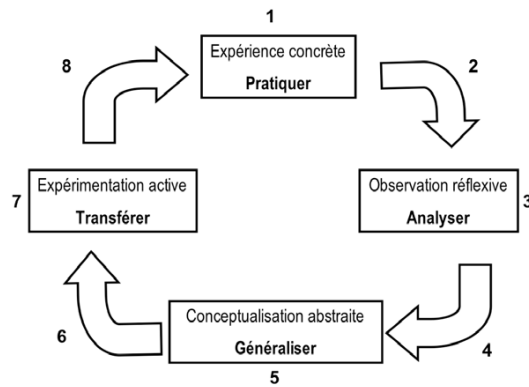 1
Expérience concrète
Pratiquer
2
Observation réflexive
Analyser
3
4
Conceptualisation abstraite
Généraliser
5
6
Expérimentation active
Transférer
7
8